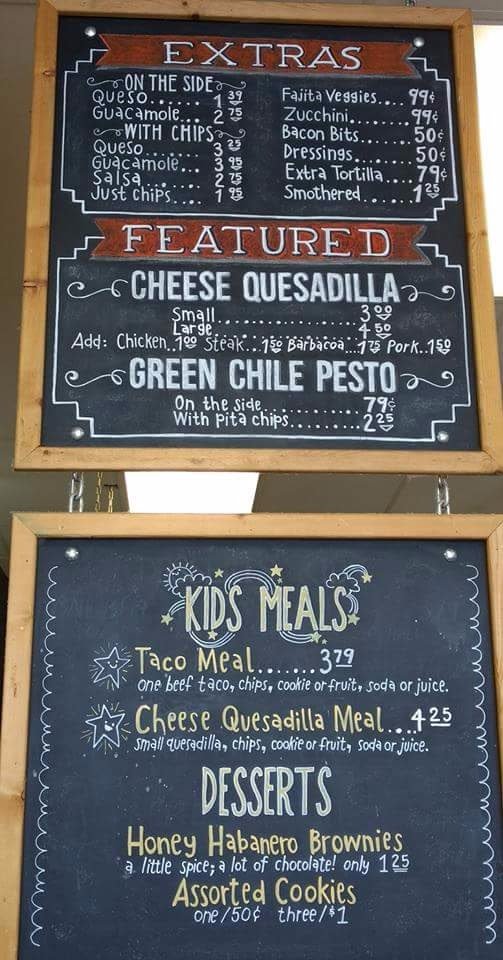 EXTRAS
ON THE SIDE
Queso...... 1 39
Guacamole... 2 75
WITH CHIPS
Queso....... 3 25
Guacamole... 3 95
Salsa....... 2 75
Just Chips.... 1 95
Fajita Veggies.... 99¢
Zucchini......... 99¢
Bacon Bits...... 50¢
Dressings....... 50¢
Extra Tortilla.... 79¢
Smothered...... 1 25
FEATURED
CHEESE QUESADILLA
Small.................... 3 00
Large.................... 4 50
Add: Chicken..1 00 Steak...1 50 Barbacoa...1 75 Pork..1 50
GREEN CHILE PESTO
On the side............. 79¢
With pita chips.......... 2 25
KIDS MEALS
Taco Meal.......3 79
one beef taco, chips, cookie or fruit, soda or juice.
Cheese Quesadilla Meal....4 25
small quesadilla, chips, cookie or fruit, soda or juice.
DESSERTS
Honey Habanero Brownies
a little spice; a lot of chocolate! only 1 25
Assorted Cookies
one/50¢ three/$1